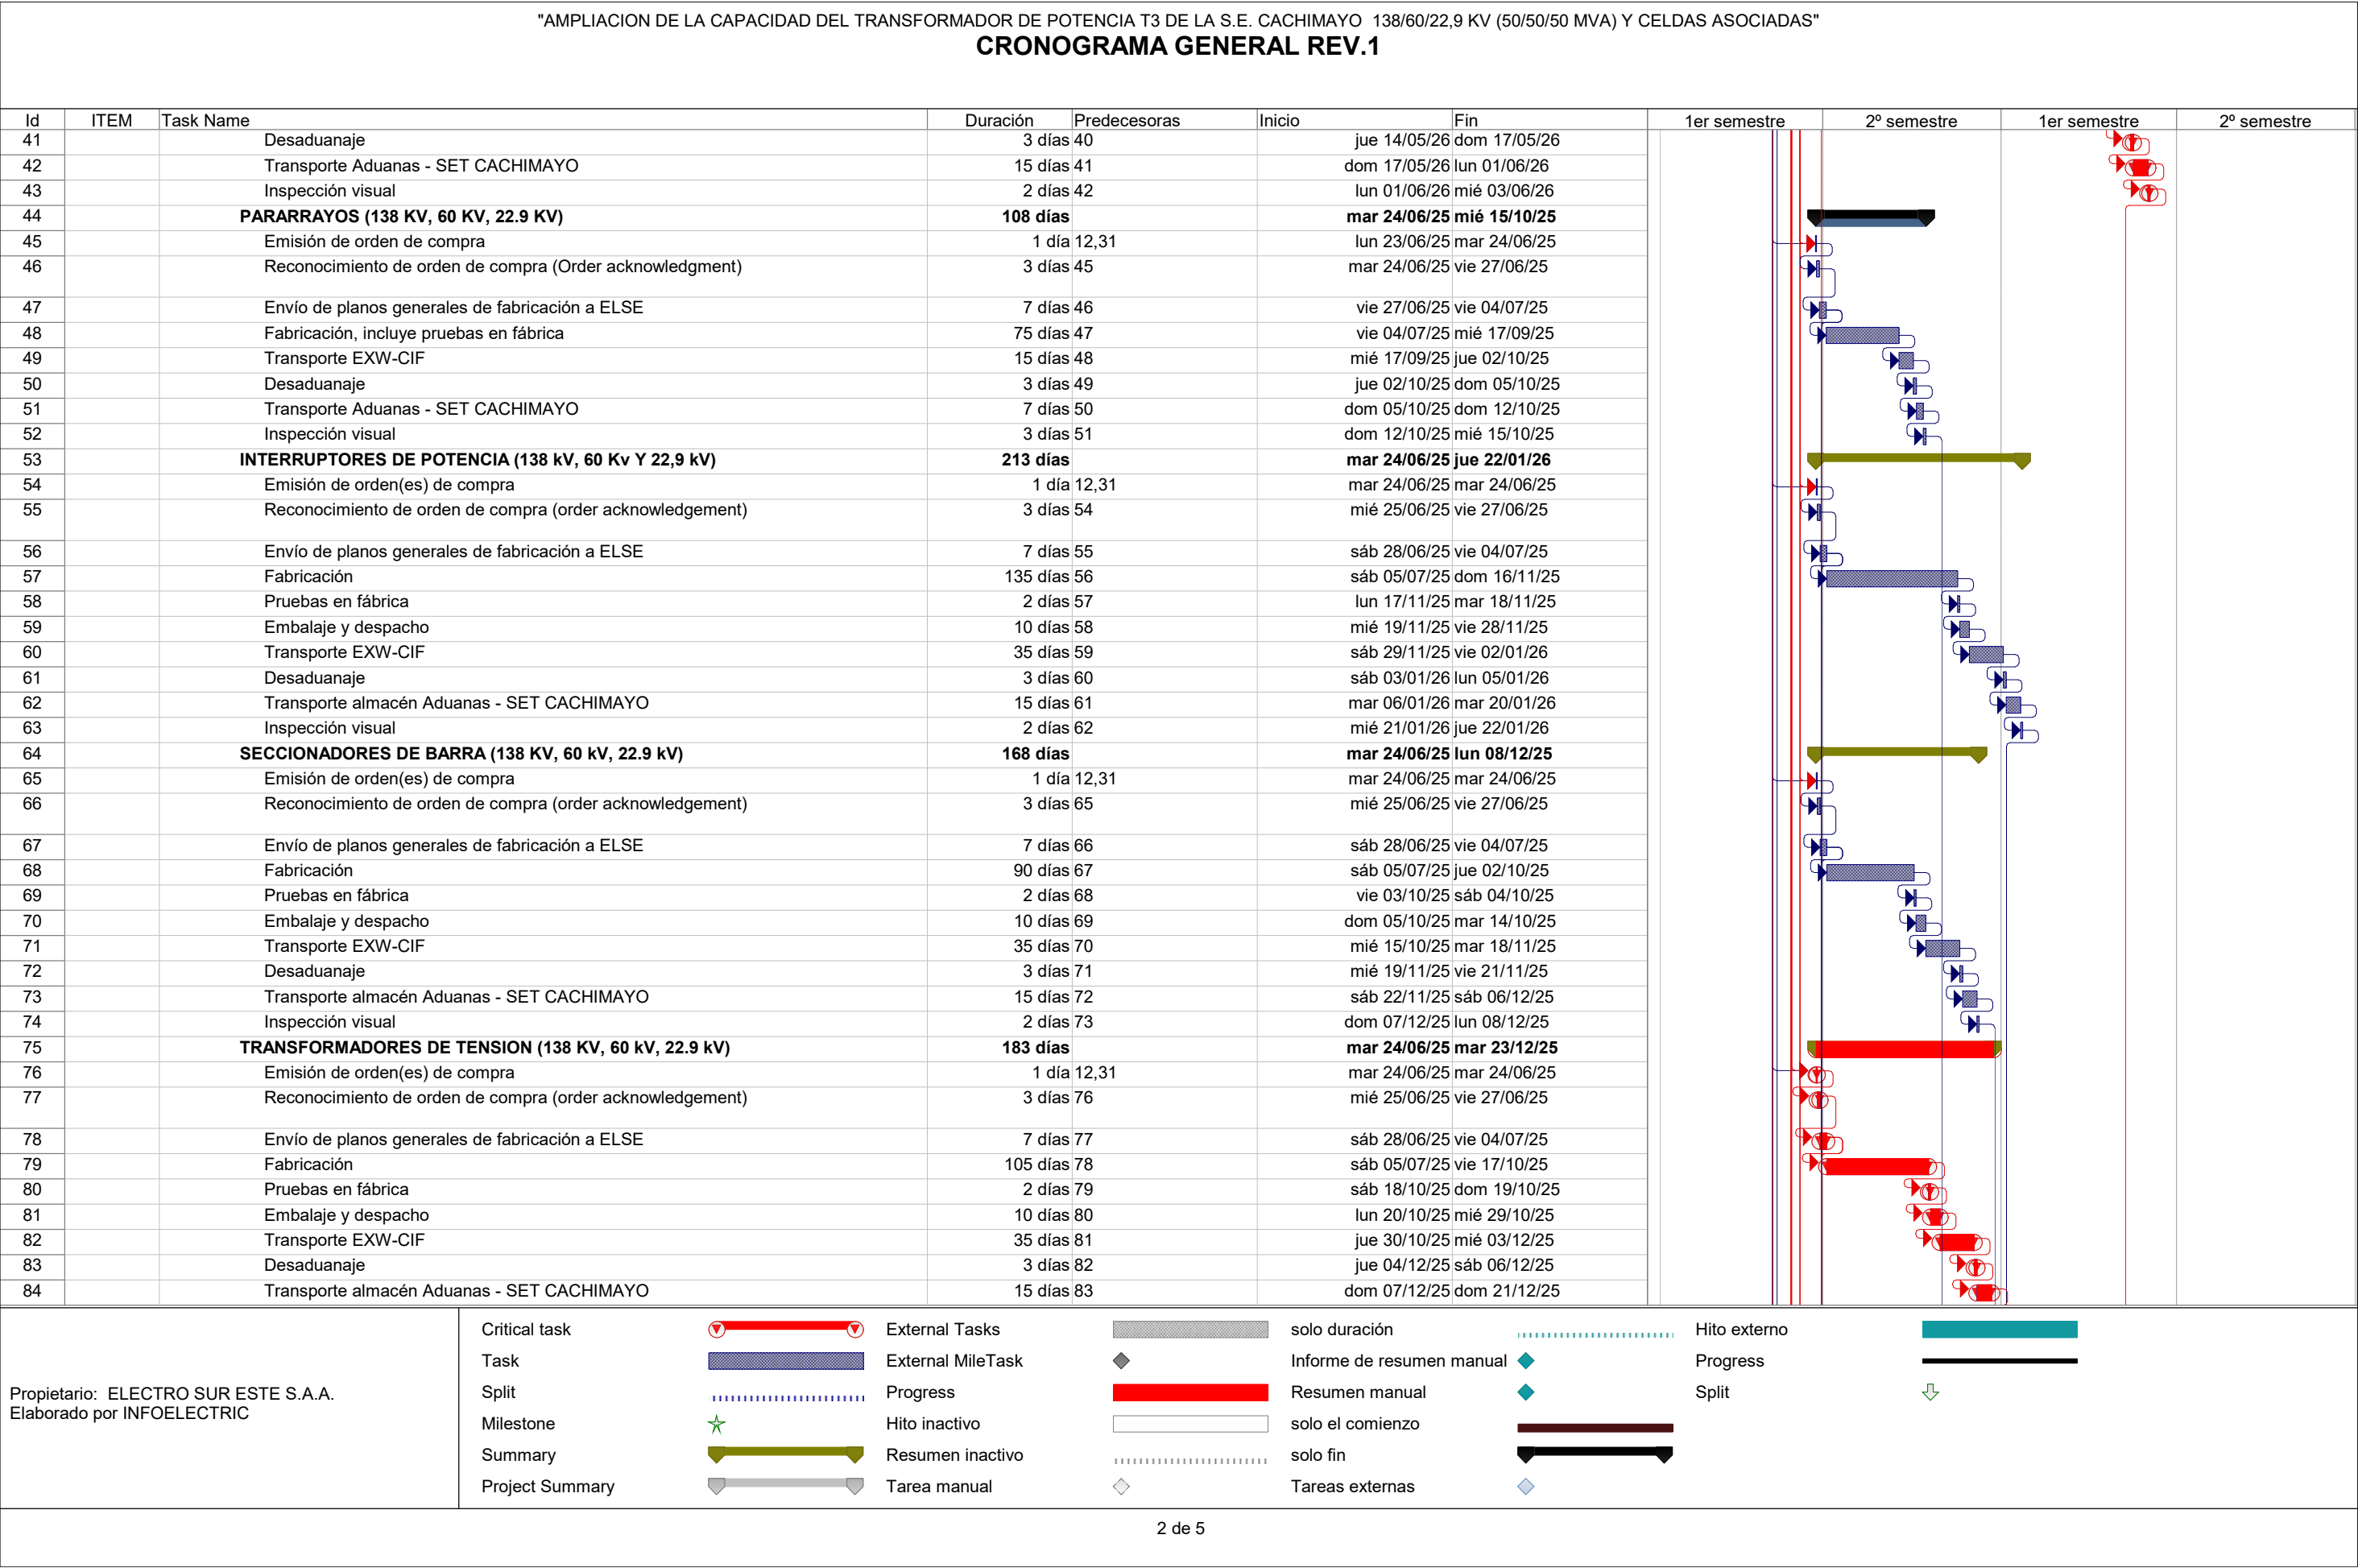 "AMPLIACION DE LA CAPACIDAD DEL TRANSFORMADOR DE POTENCIA T3 DE LA S.E. CACHIMAYO  138/60/22,9 KV (50/50/50 MVA) Y CELDAS ASOCIADAS"
CRONOGRAMA GENERAL REV.1
Id ITEM Task Name Duración Predecesoras Inicio Fin 1er semestre 2º semestre 1er semestre 2º semestre
41 Desaduanaje 3 días 40 jue 14/05/26 dom 17/05/26
42 Transporte Aduanas - SET CACHIMAYO 15 días 41 dom 17/05/26 lun 01/06/26
43 Inspección visual 2 días 42 lun 01/06/26 mié 03/06/26
44 PARARRAYOS (138 KV, 60 KV, 22.9 KV) 108 días mar 24/06/25 mié 15/10/25
45 Emisión de orden de compra 1 día 12,31 lun 23/06/25 mar 24/06/25
46 Reconocimiento de orden de compra (Order acknowledgment) 3 días 45 mar 24/06/25 vie 27/06/25
47 Envío de planos generales de fabricación a ELSE 7 días 46 vie 27/06/25 vie 04/07/25
48 Fabricación, incluye pruebas en fábrica 75 días 47 vie 04/07/25 mié 17/09/25
49 Transporte EXW-CIF 15 días 48 mié 17/09/25 jue 02/10/25
50 Desaduanaje 3 días 49 jue 02/10/25 dom 05/10/25
51 Transporte Aduanas - SET CACHIMAYO 7 días 50 dom 05/10/25 dom 12/10/25
52 Inspección visual 3 días 51 dom 12/10/25 mié 15/10/25
53 INTERRUPTORES DE POTENCIA (138 kV, 60 Kv Y 22,9 kV) 213 días mar 24/06/25 jue 22/01/26
54 Emisión de orden(es) de compra 1 día 12,31 mar 24/06/25 mar 24/06/25
55 Reconocimiento de orden de compra (order acknowledgement) 3 días 54 mié 25/06/25 vie 27/06/25
56 Envío de planos generales de fabricación a ELSE 7 días 55 sáb 28/06/25 vie 04/07/25
57 Fabricación 135 días 56 sáb 05/07/25 dom 16/11/25
58 Pruebas en fábrica 2 días 57 lun 17/11/25 mar 18/11/25
59 Embalaje y despacho 10 días 58 mié 19/11/25 vie 28/11/25
60 Transporte EXW-CIF 35 días 59 sáb 29/11/25 vie 02/01/26
61 Desaduanaje 3 días 60 sáb 03/01/26 lun 05/01/26
62 Transporte almacén Aduanas - SET CACHIMAYO 15 días 61 mar 06/01/26 mar 20/01/26
63 Inspección visual 2 días 62 mié 21/01/26 jue 22/01/26
64 SECCIONADORES DE BARRA (138 KV, 60 kV, 22.9 kV) 168 días mar 24/06/25 lun 08/12/25
65 Emisión de orden(es) de compra 1 día 12,31 mar 24/06/25 mar 24/06/25
66 Reconocimiento de orden de compra (order acknowledgement) 3 días 65 mié 25/06/25 vie 27/06/25
67 Envío de planos generales de fabricación a ELSE 7 días 66 sáb 28/06/25 vie 04/07/25
68 Fabricación 90 días 67 sáb 05/07/25 jue 02/10/25
69 Pruebas en fábrica 2 días 68 vie 03/10/25 sáb 04/10/25
70 Embalaje y despacho 10 días 69 dom 05/10/25 mar 14/10/25
71 Transporte EXW-CIF 35 días 70 mié 15/10/25 mar 18/11/25
72 Desaduanaje 3 días 71 mié 19/11/25 vie 21/11/25
73 Transporte almacén Aduanas - SET CACHIMAYO 15 días 72 sáb 22/11/25 sáb 06/12/25
74 Inspección visual 2 días 73 dom 07/12/25 lun 08/12/25
75 TRANSFORMADORES DE TENSION (138 KV, 60 kV, 22.9 kV) 183 días mar 24/06/25 mar 23/12/25
76 Emisión de orden(es) de compra 1 día 12,31 mar 24/06/25 mar 24/06/25
77 Reconocimiento de orden de compra (order acknowledgement) 3 días 76 mié 25/06/25 vie 27/06/25
78 Envío de planos generales de fabricación a ELSE 7 días 77 sáb 28/06/25 vie 04/07/25
79 Fabricación 105 días 78 sáb 05/07/25 vie 17/10/25
80 Pruebas en fábrica 2 días 79 sáb 18/10/25 dom 19/10/25
81 Embalaje y despacho 10 días 80 lun 20/10/25 mié 29/10/25
82 Transporte EXW-CIF 35 días 81 jue 30/10/25 mié 03/12/25
83 Desaduanaje 3 días 82 jue 04/12/25 sáb 06/12/25
84 Transporte almacén Aduanas - SET CACHIMAYO 15 días 83 dom 07/12/25 dom 21/12/25
Propietario:  ELECTRO SUR ESTE S.A.A.
Elaborado por INFOELECTRIC
Critical task External Tasks solo duración Hito externo
Task External MileTask Informe de resumen manual Progress
Split Progress Resumen manual Split
Milestone Hito inactivo solo el comienzo
Summary Resumen inactivo solo fin
Project Summary Tarea manual Tareas externas
2 de 5